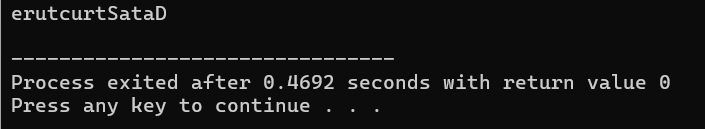 erutcurtSataD

--------------------------------
Process exited after 0.4692 seconds with return value 0
Press any key to continue . . .